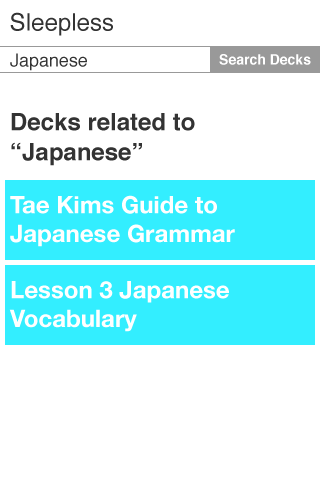 Sleepless
Japanese
Search Decks
Decks related to
“Japanese”
Tae Kims Guide to
Japanese Grammar
Lesson 3 Japanese
Vocabulary